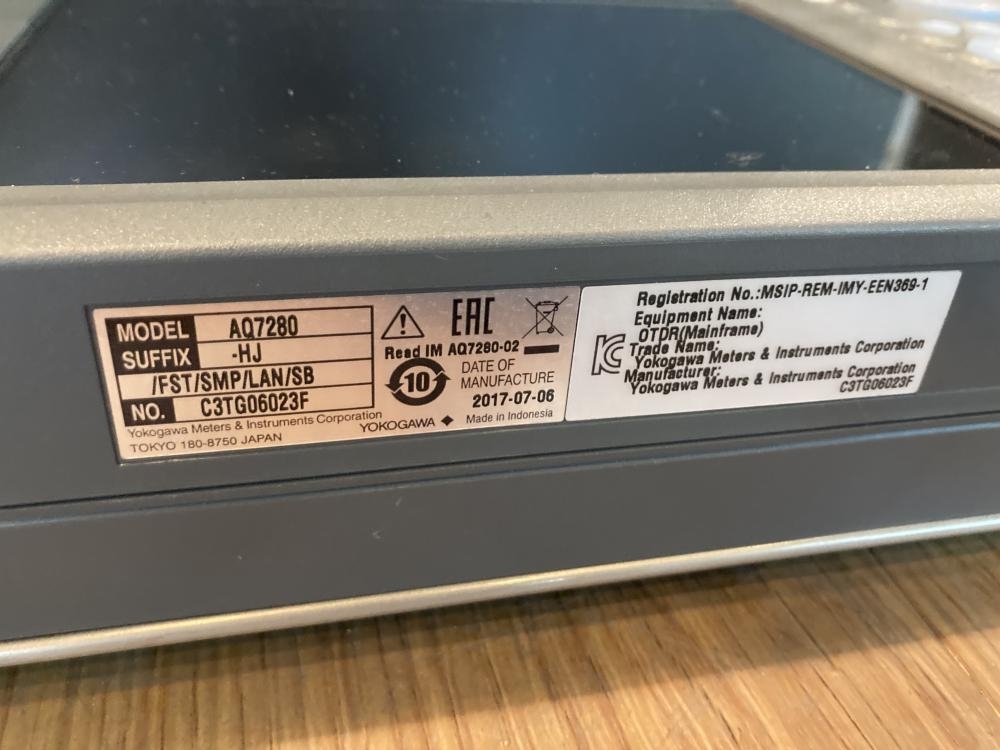 MODEL AQ7280
SUFFIX -HJ
/FST/SMP/LAN/SB
NO. C3TG06023F
Yokogawa Meters & Instruments Corporation
TOKYO 180-8750 JAPAN
YOKOGAWA
EAC
Read IM AQ7280-02
10
DATE OF
MANUFACTURE
2017-07-06
Made in Indonesia
Registration No.:MSIP-REM-IMY-EEN369-1
Equipment Name:
OTDR(Mainframe)
Trade Name:
Yokogawa Meters & Instruments Corporation
Manufacturer:
Yokogawa Meters & Instruments Corporation
C3TG06023F